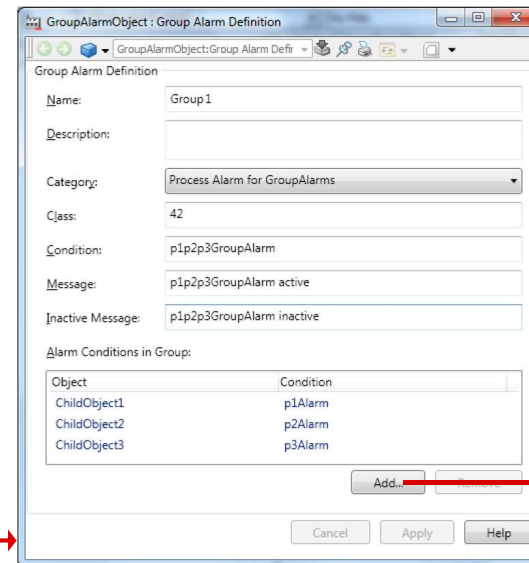 GroupAlarmObject : Group Alarm Definition
GroupAlarmObject:Group Alarm Defir
Group Alarm Definition
Name: Group1
Description:
Category: Process Alarm for GroupAlarms
Class: 42
Condition: p1p2p3GroupAlarm
Message: p1p2p3GroupAlarm active
Inactive Message: p1p2p3GroupAlarm inactive
Alarm Conditions in Group:
Object Condition
ChildObject1 p1Alarm
ChildObject2 p2Alarm
ChildObject3 p3Alarm
Add... Remove
Cancel Apply Help